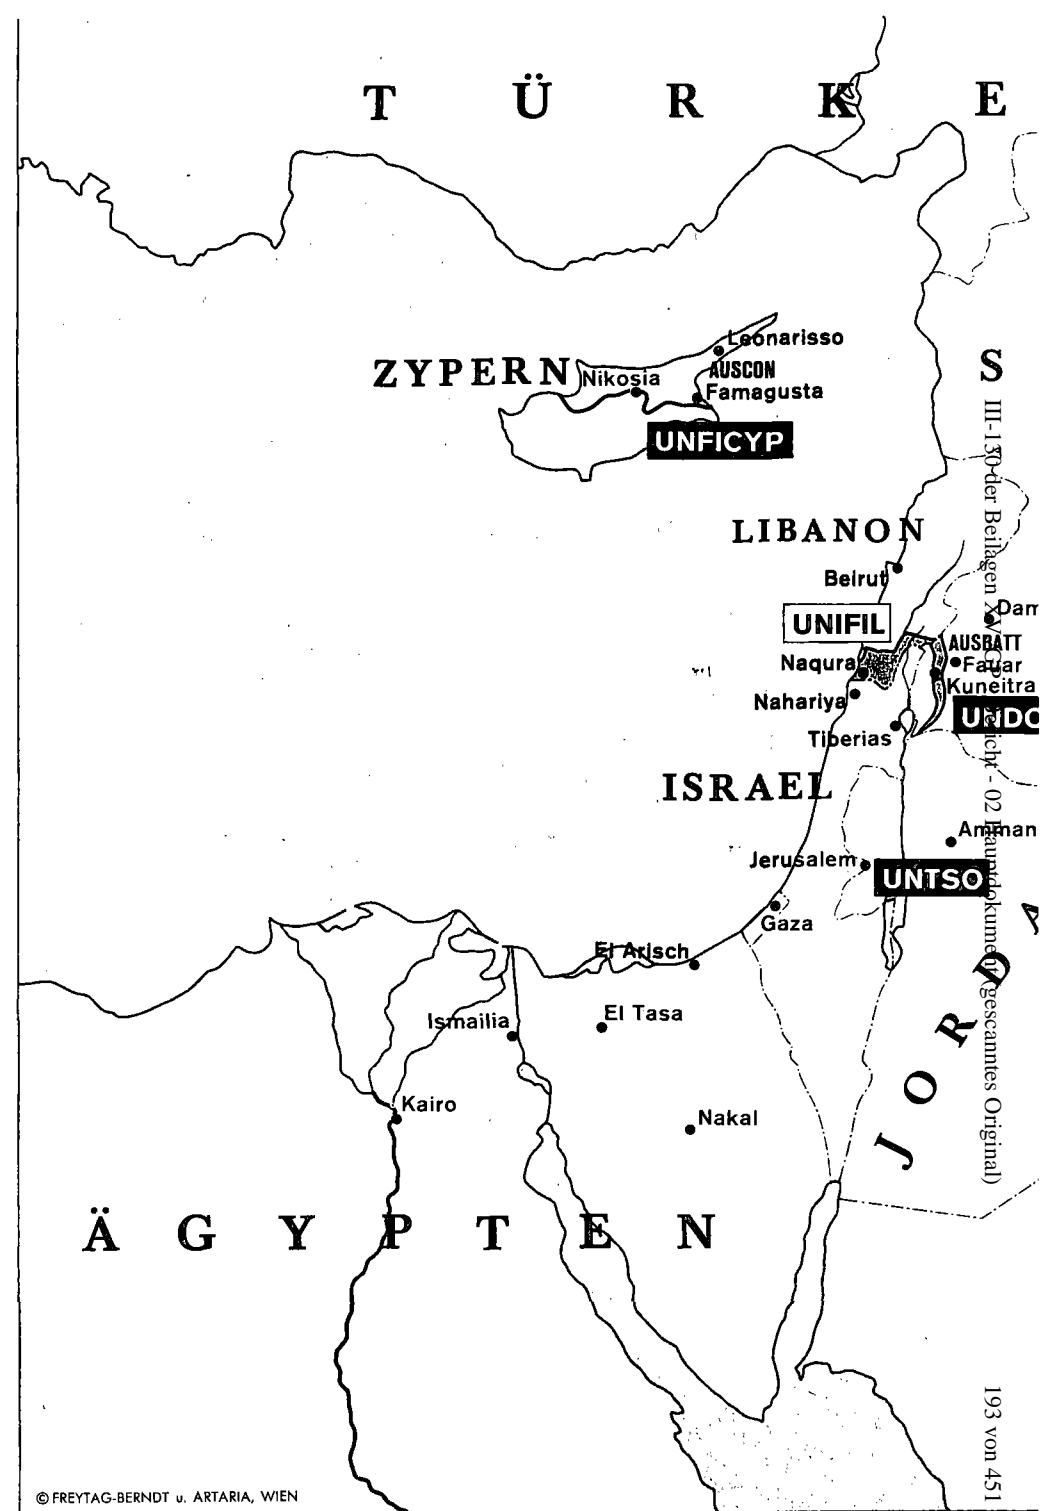 T Ü R K E
Leonarisso
ZYPERN
Nikosia
AUSCON
Famagusta
UNFICYP
S
LIBANON
Beirut
UNIFIL
Dam
AUSBATT
Naqura
Kuneitra
Nahariya
UNDO
Tiberias
ISRAEL
Amman
Jerusalem
UNTSO
Gaza
El Arisch
El Tasa
Ismailia
Kairo
Nakal
J O R D A
Ä G Y P T E N
© FREYTAG-BERNDT u. ARTARIA, WIEN
III-130 der Beilagen XV. GP - Bericht - 02 Hauptdokument (gescanntes Original)
193 von 451